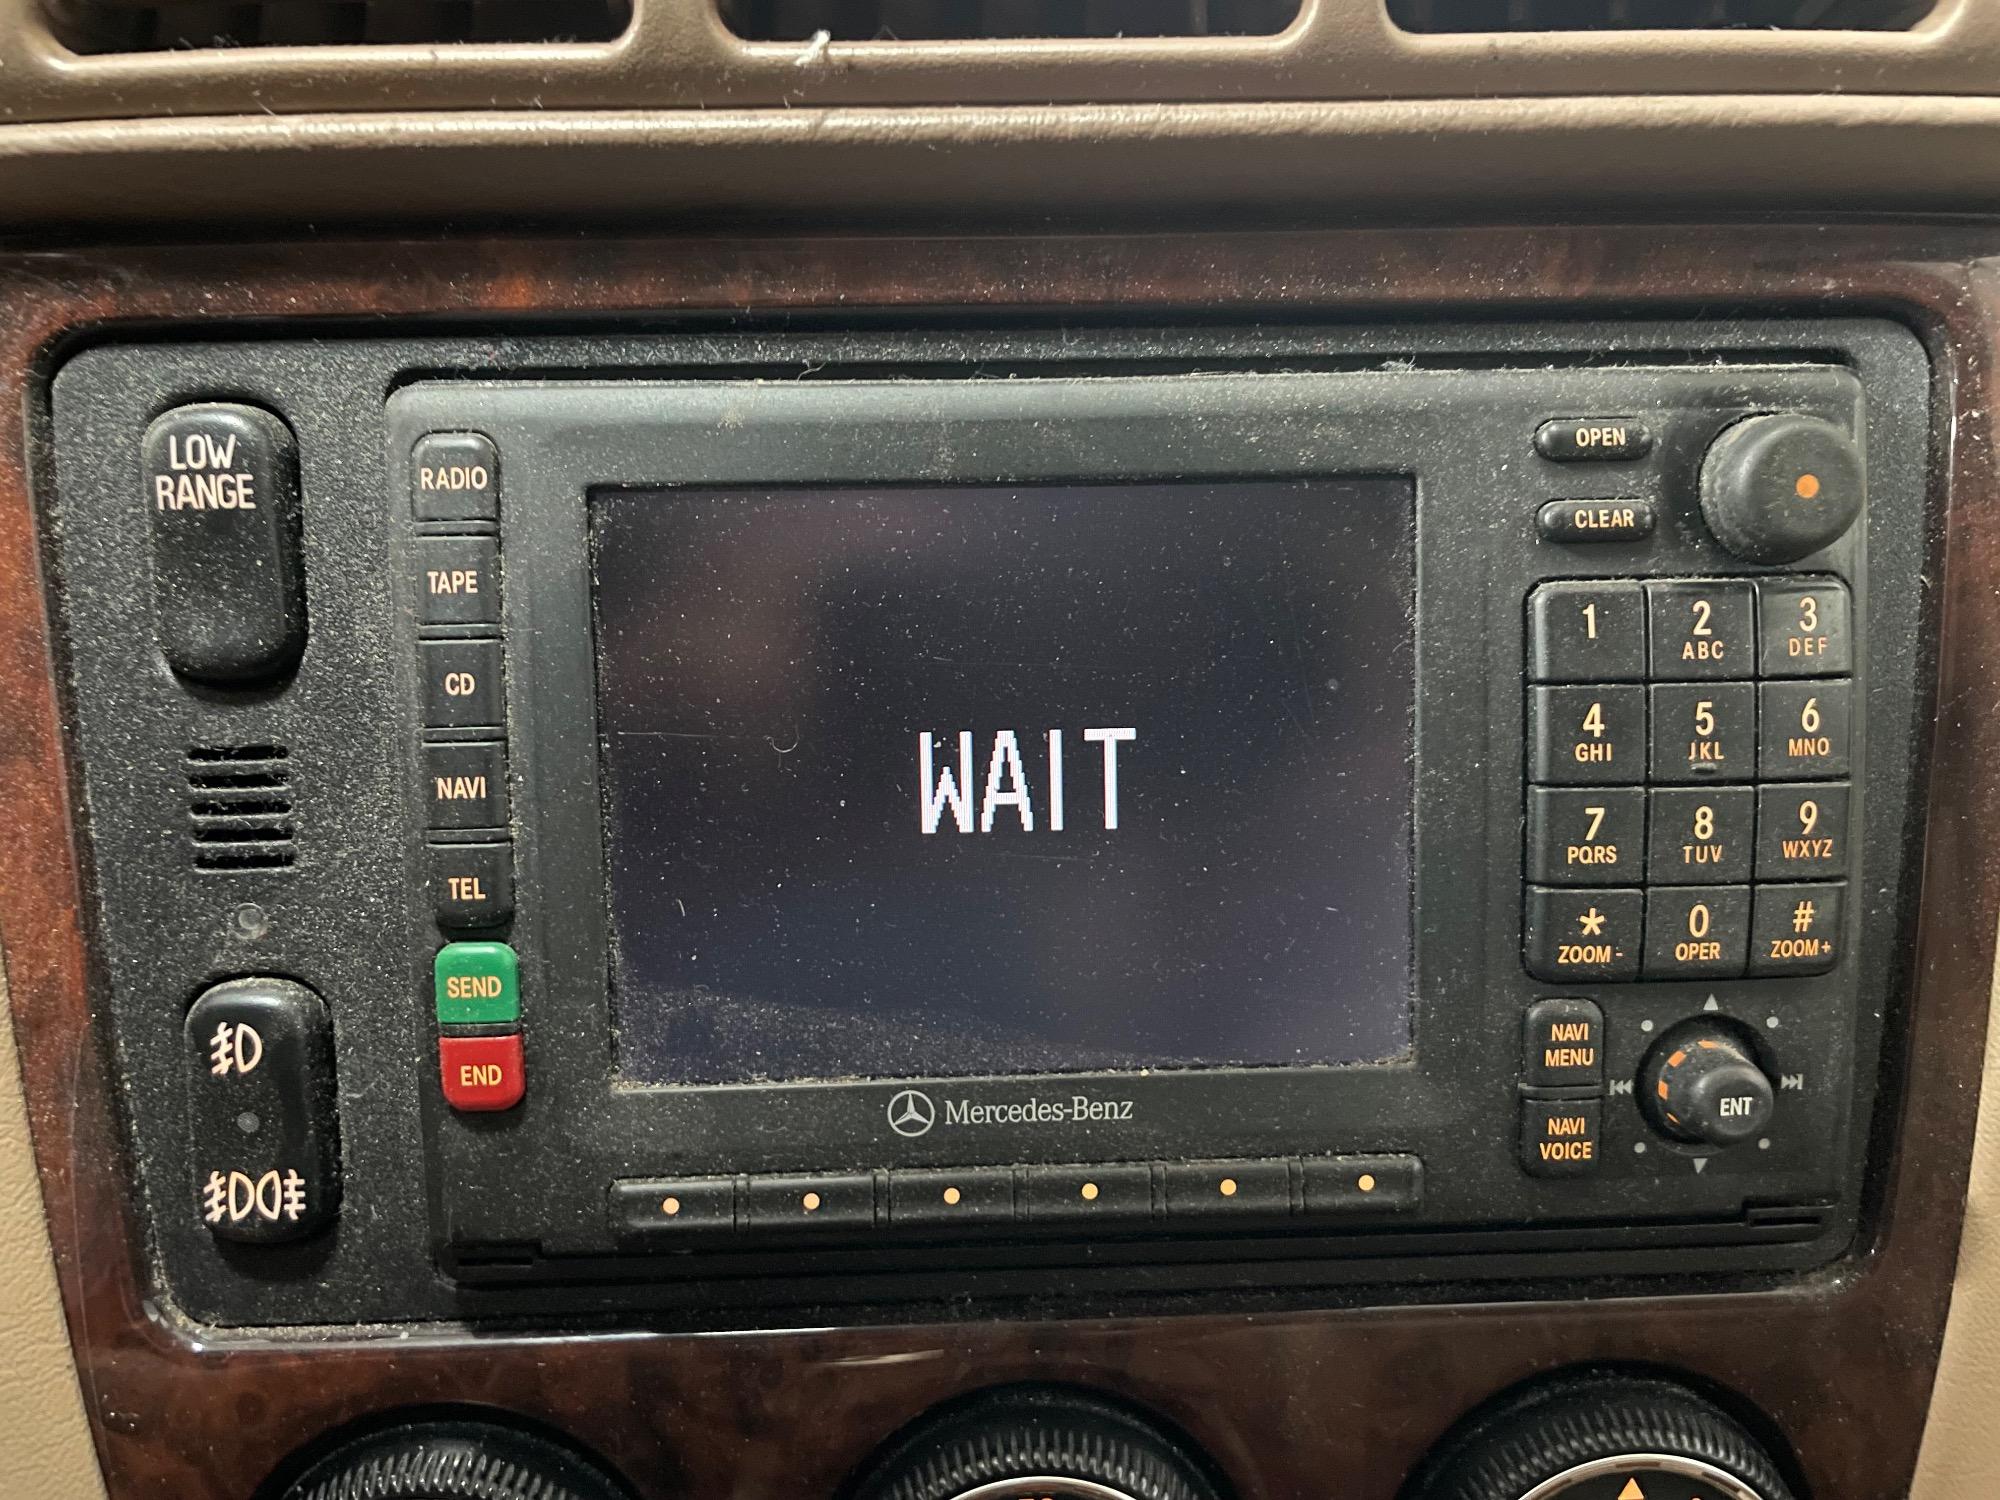 LOW
RANGE
RADIO
TAPE
CD
NAVI
TEL
SEND
END
WAIT
Mercedes-Benz
OPEN
CLEAR
1
2
ABC
3
DEF
4
GHI
5
JKL
6
MNO
7
PQRS
8
TUV
9
WXYZ
*
ZOOM -
0
OPER
#
ZOOM +
NAVI
MENU
NAVI
VOICE
ENT